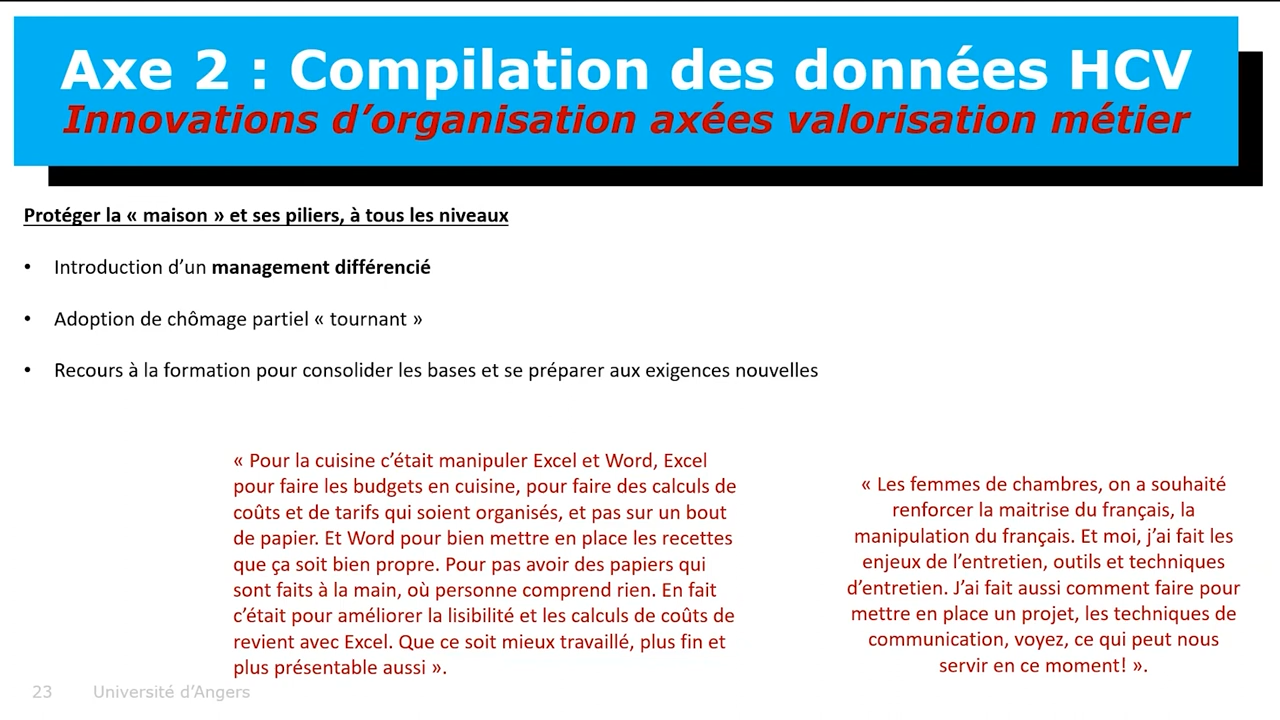 Axe 2 : Compilation des données HCV
Innovations d’organisation axées valorisation métier
Protéger la « maison » et ses piliers, à tous les niveaux
• Introduction d’un management différencié
• Adoption de chômage partiel « tournant »
• Recours à la formation pour consolider les bases et se préparer aux exigences nouvelles
« Pour la cuisine c’était manipuler Excel et Word, Excel
pour faire les budgets en cuisine, pour faire des calculs de
coûts et de tarifs qui soient organisés, et pas sur un bout
de papier. Et Word pour bien mettre en place les recettes
que ça soit bien propre. Pour pas avoir des papiers qui
sont faits à la main, où personne comprend rien. En fait
c’était pour améliorer la lisibilité et les calculs de coûts de
revient avec Excel. Que ce soit mieux travaillé, plus fin et
plus présentable aussi ».
« Les femmes de chambres, on a souhaité
renforcer la maitrise du français, la
manipulation du français. Et moi, j’ai fait les
enjeux de l’entretien, outils et techniques
d’entretien. J’ai fait aussi comment faire pour
mettre en place un projet, les techniques de
communication, voyez, ce qui peut nous
servir en ce moment! ».
23 Université d’Angers